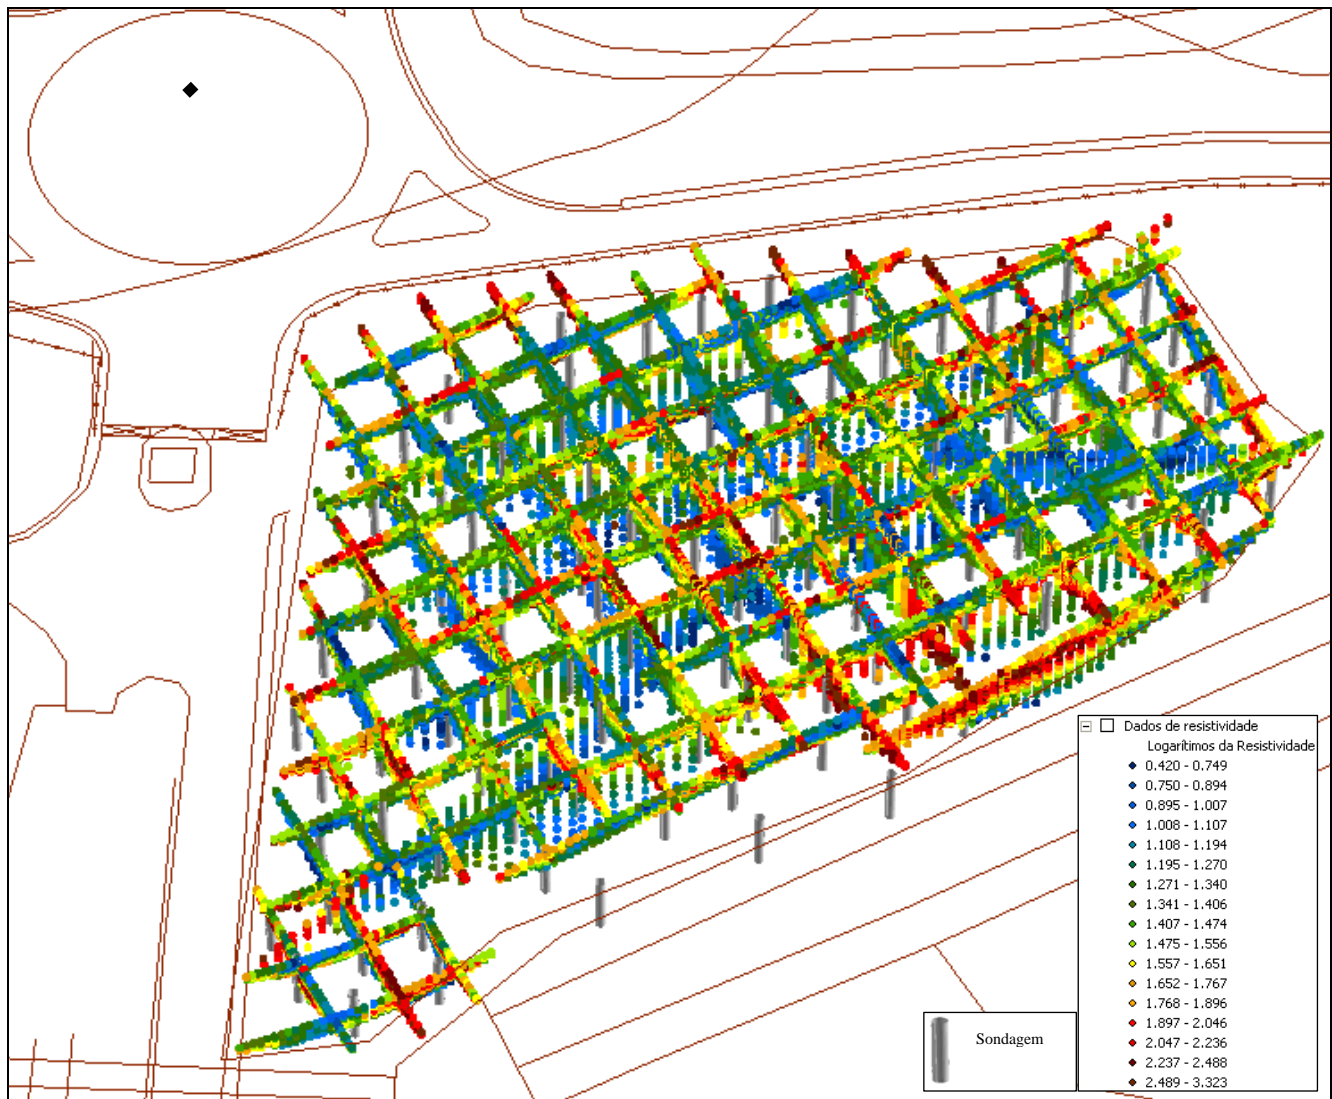 Dados de resistividade
Logarítimos da Resistividade
0.420 - 0.749
0.750 - 0.894
0.895 - 1.007
1.008 - 1.107
1.108 - 1.194
1.195 - 1.270
1.271 - 1.340
1.341 - 1.406
1.407 - 1.474
1.475 - 1.556
1.557 - 1.651
1.652 - 1.767
1.768 - 1.896
1.897 - 2.046
2.047 - 2.236
2.237 - 2.488
2.489 - 3.323
Sondagem